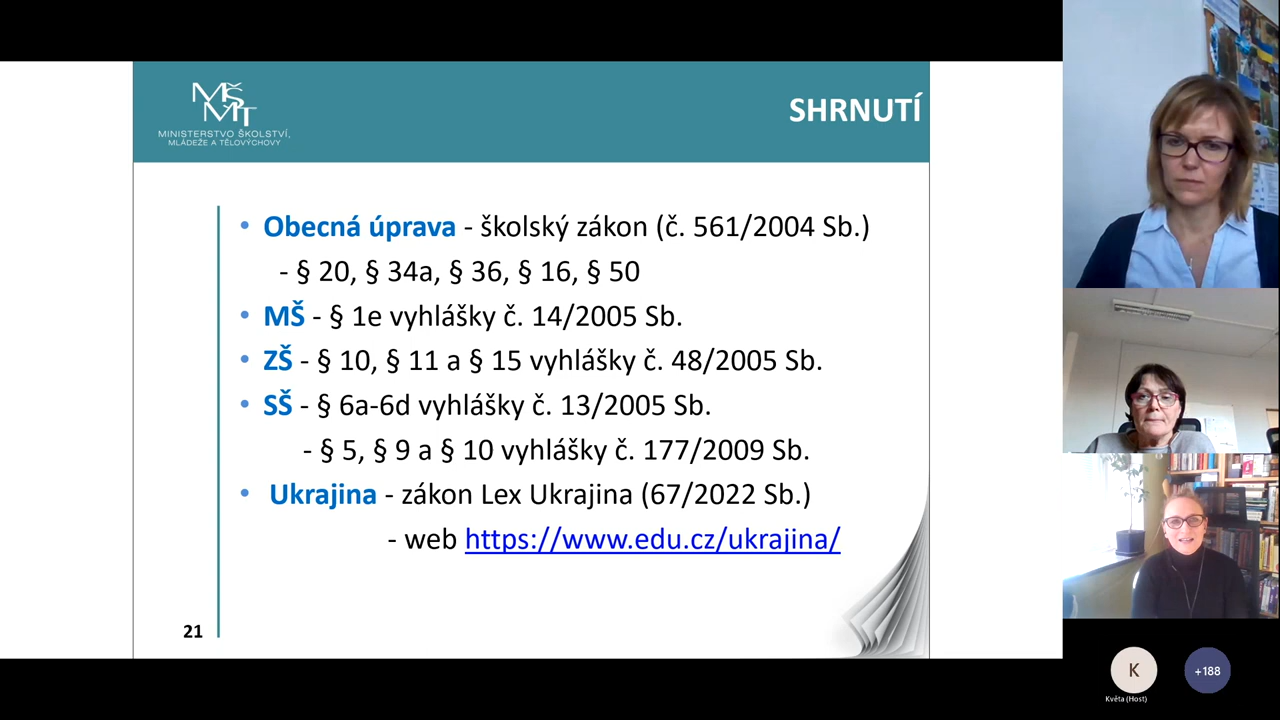 MŠMT
MINISTERSTVO ŠKOLSTVÍ,
MLÁDEŽE A TĚLOVÝCHOVY
SHRNUTÍ
• Obecná úprava - školský zákon (č. 561/2004 Sb.)
- § 20, § 34a, § 36, § 16, § 50
• MŠ - § 1e vyhlášky č. 14/2005 Sb.
• ZŠ - § 10, § 11 a § 15 vyhlášky č. 48/2005 Sb.
• SŠ - § 6a-6d vyhlášky č. 13/2005 Sb.
- § 5, § 9 a § 10 vyhlášky č. 177/2009 Sb.
• Ukrajina - zákon Lex Ukrajina (67/2022 Sb.)
- web https://www.edu.cz/ukrajina/
21
K
+188
Květa (Host)